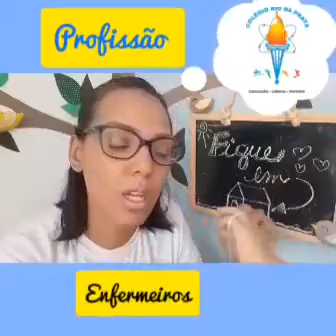 Profissão
COLÉGIO RIO DA PRATA
Fique
em
Enfermeiros